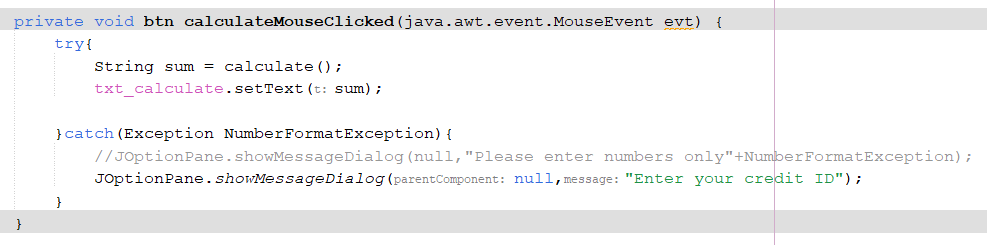 private void btn calculateMouseClicked(java.awt.event.MouseEvent evt) {
try{
String sum = calculate();
txt_calculate.setText(t: sum);
}catch(Exception NumberFormatException){
//JOptionPane.showMessageDialog(null,"Please enter numbers only"+NumberFormatException);
JOptionPane.showMessageDialog(parentComponent: null,message: "Enter your credit ID");
}
}